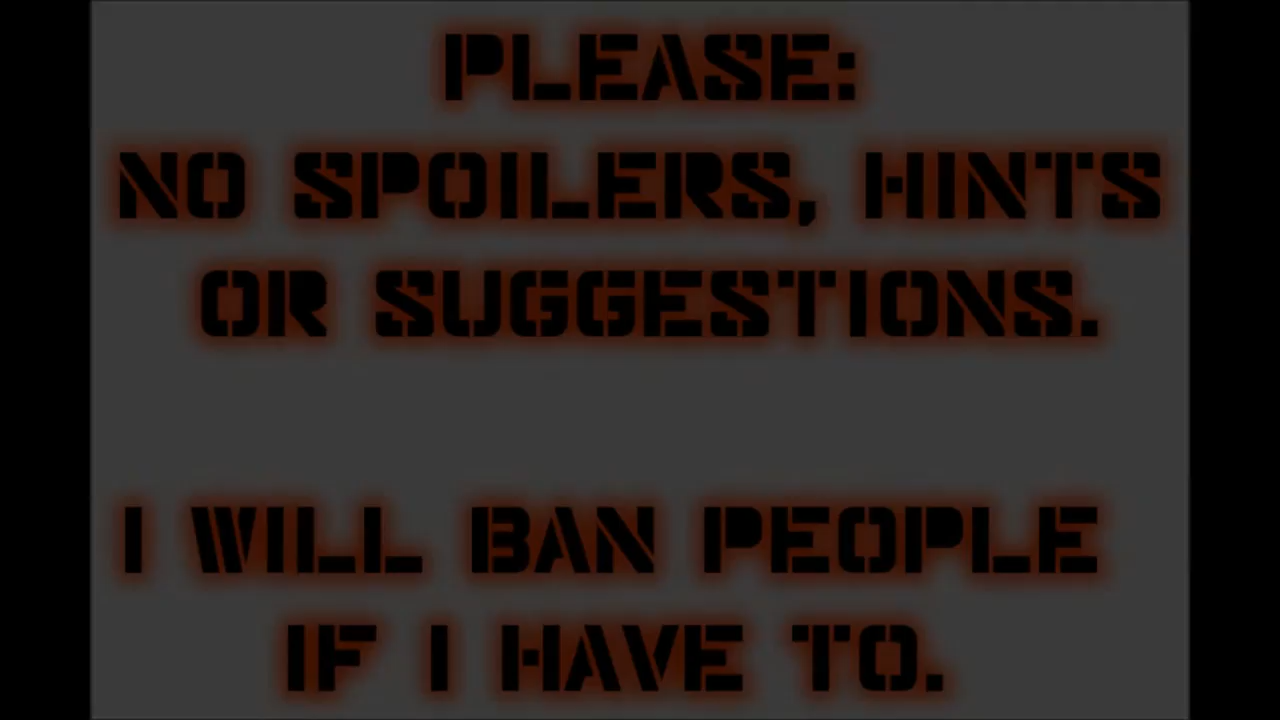 PLEASE:
NO SPOILERS, HINTS
OR SUGGESTIONS.
I WILL BAN PEOPLE
IF I HAVE TO.